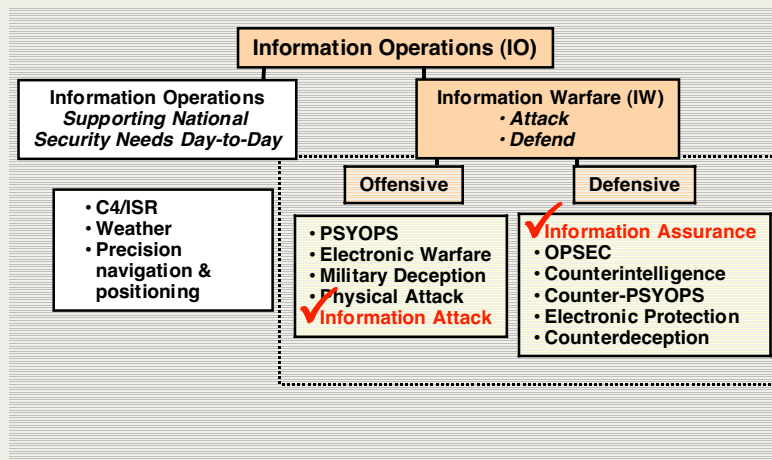 Information Operations (IO)
Information Operations
Supporting National
Security Needs Day-to-Day
Information Warfare (IW)
• Attack
• Defend
Offensive
Defensive
• C4/ISR
• Weather
• Precision
navigation &
positioning
• PSYOPS
• Electronic Warfare
• Military Deception
• Physical Attack
Information Attack
Information Assurance
• OPSEC
• Counterintelligence
• Counter-PSYOPS
• Electronic Protection
• Counterdeception